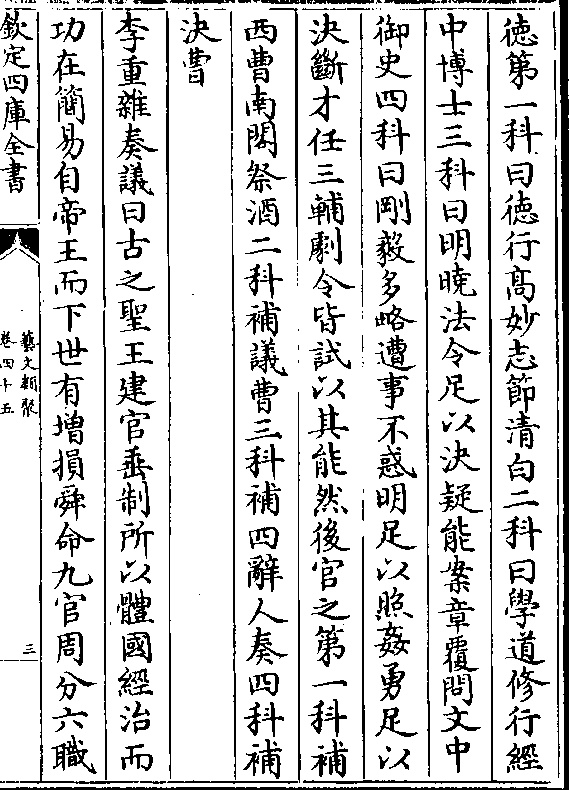 徳第一科曰徳行髙妙志節清白二科曰學道修行經
中博士三科曰明曉法令足以決疑能案章覆問文中
御史四科曰剛毅多略遭事不惑明足以照姦勇足以
決斷才任三輔劇令皆試以其能然後官之第一科補
西曹南閣祭酒二科補議曹三科補四辭人奏四科補
決曹
李重雜奏議曰古之聖王建官垂制所以體國經治而
功在簡易自帝王而下世有增損舜命九官周分六職
欽定四庫全書
藝文類聚
卷四十五
三